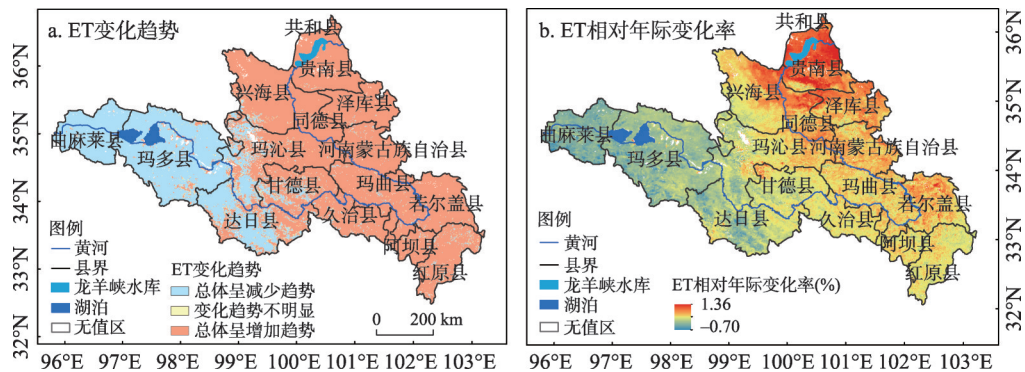 a. ET变化趋势
共和县
贵南县
兴海县
泽库县
同德县
曲麻莱县
玛多县
玛沁县
河南蒙古族自治县
甘德县
玛曲县
达日县
久治县
若尔盖县
阿坝县
红原县
图例
黄河
县界
龙羊峡水库
湖泊
无值区
ET变化趋势
总体呈减少趋势
变化趋势不明显
总体呈增加趋势
0 200 km
36°N
35°N
34°N
33°N
32°N
96°E 97°E 98°E 99°E 100°E 101°E 102°E 103°E
b. ET相对年际变化率
共和县
贵南县
兴海县
泽库县
同德县
曲麻莱县
玛多县
玛沁县
河南蒙古族自治县
甘德县
玛曲县
达日县
久治县
若尔盖县
阿坝县
红原县
图例
黄河
县界
龙羊峡水库
湖泊
无值区
ET相对年际变化率(%)
1.36
–0.70
36°N
35°N
34°N
33°N
32°N
96°E 97°E 98°E 99°E 100°E 101°E 102°E 103°E